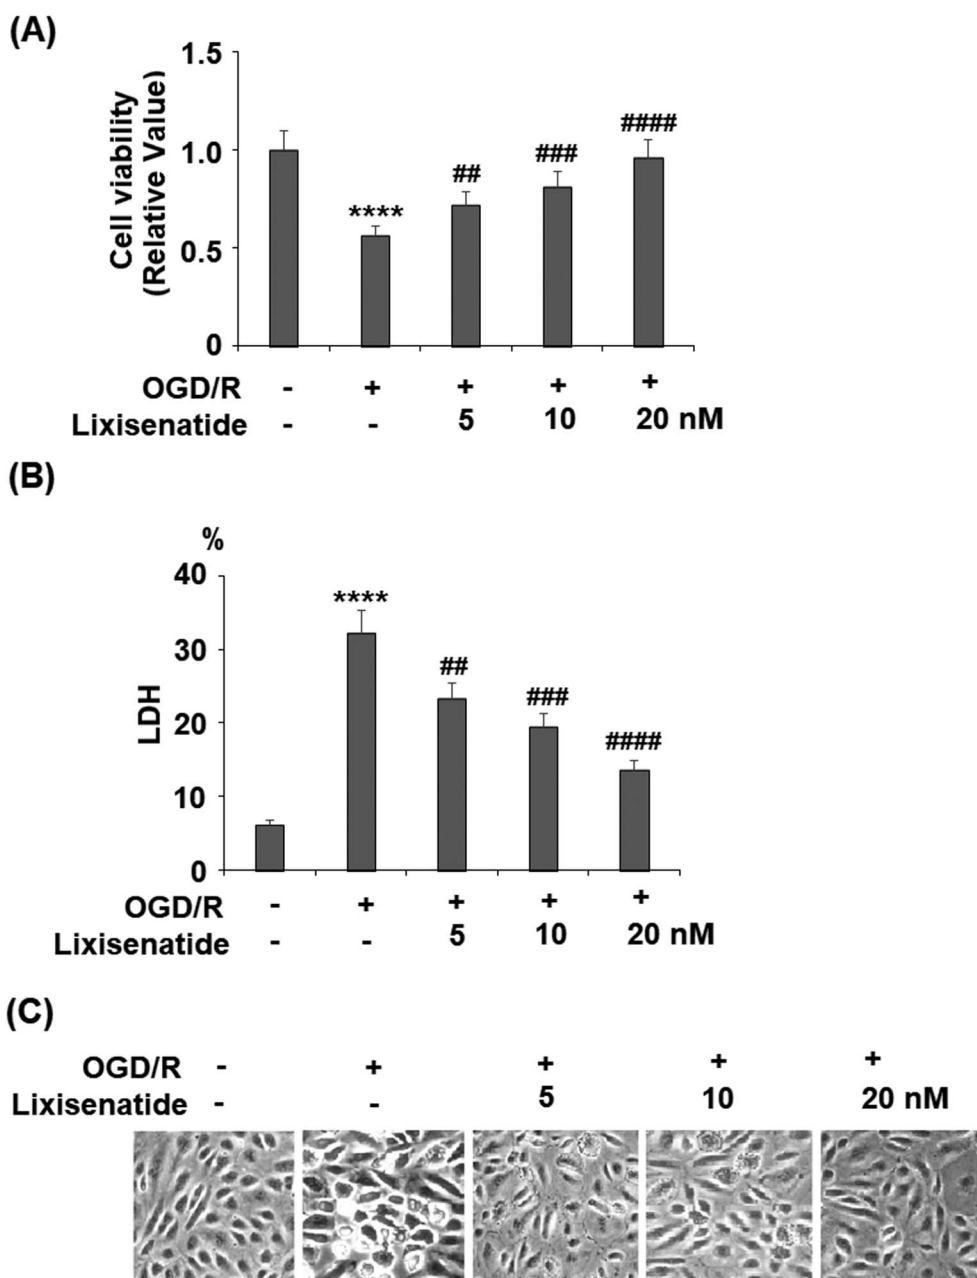 (A)
Cell viability
(Relative Value)
1.5
1.0
0.5
0
****
##
###
####
OGD/R - + + + +
Lixisenatide - - 5 10 20 nM
(B)
%
LDH
40
30
20
10
0
****
##
###
####
OGD/R - + + + +
Lixisenatide - - 5 10 20 nM
(C)
OGD/R - + + + +
Lixisenatide - - 5 10 20 nM